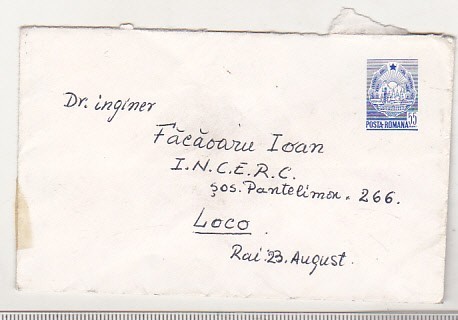 Dr. inginer
Făcăoaru Ioan
I.N.C.E.R.C.
şos. Pantelimon. 266.
Loco
Rai. 23. August.
POSTA ROMANA 55